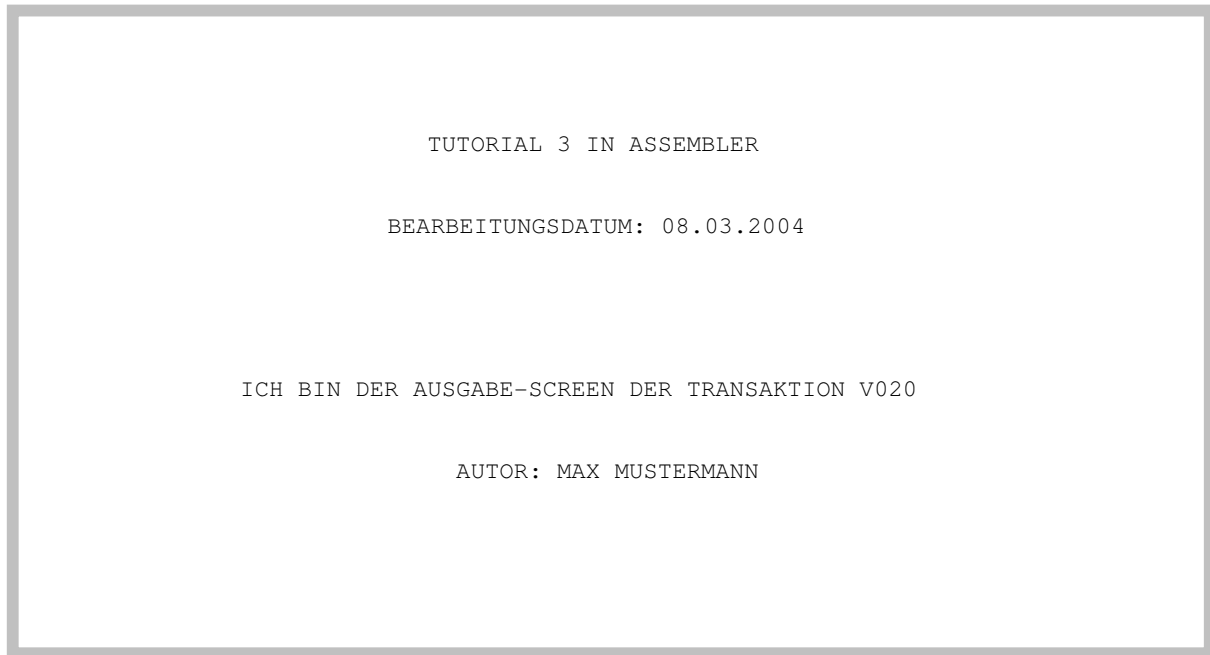 TUTORIAL 3 IN ASSEMBLER
BEARBEITUNGSDATUM: 08.03.2004
ICH BIN DER AUSGABE-SCREEN DER TRANSAKTION V020
AUTOR: MAX MUSTERMANN